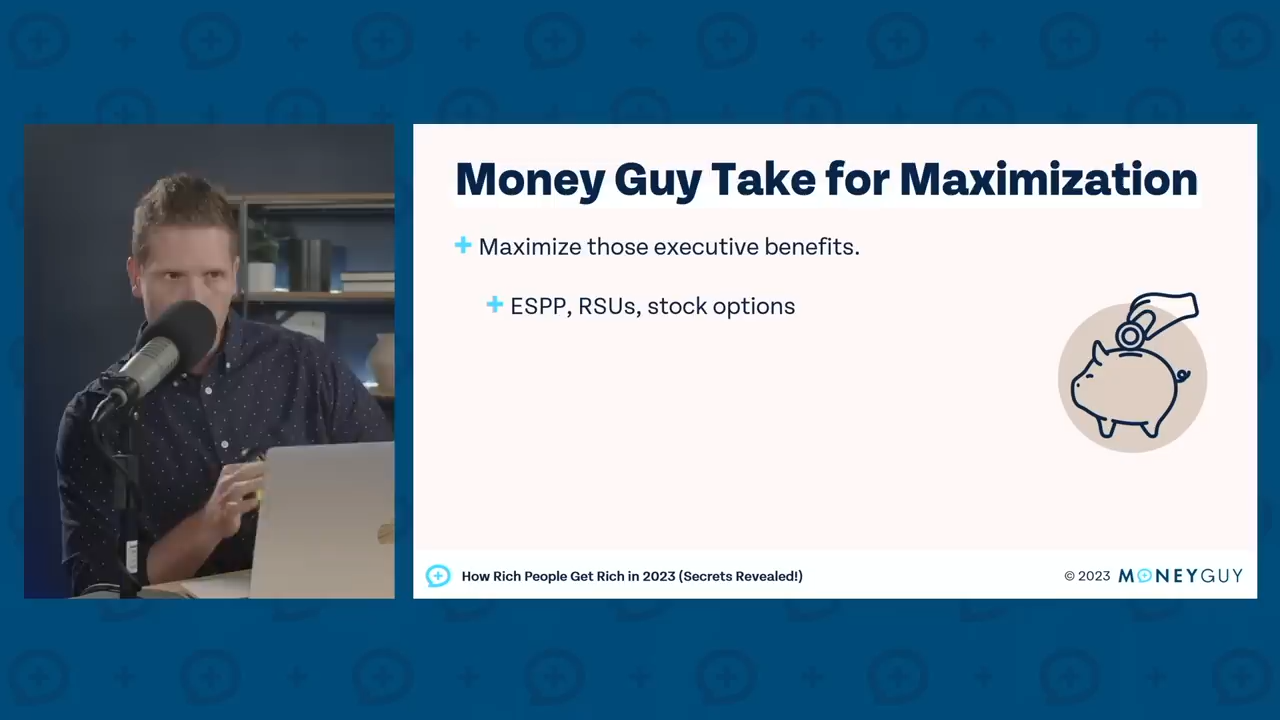 Money Guy Take for Maximization
+ Maximize those executive benefits.
+ ESPP, RSUs, stock options
How Rich People Get Rich in 2023 (Secrets Revealed!)
© 2023 MONEYGUY